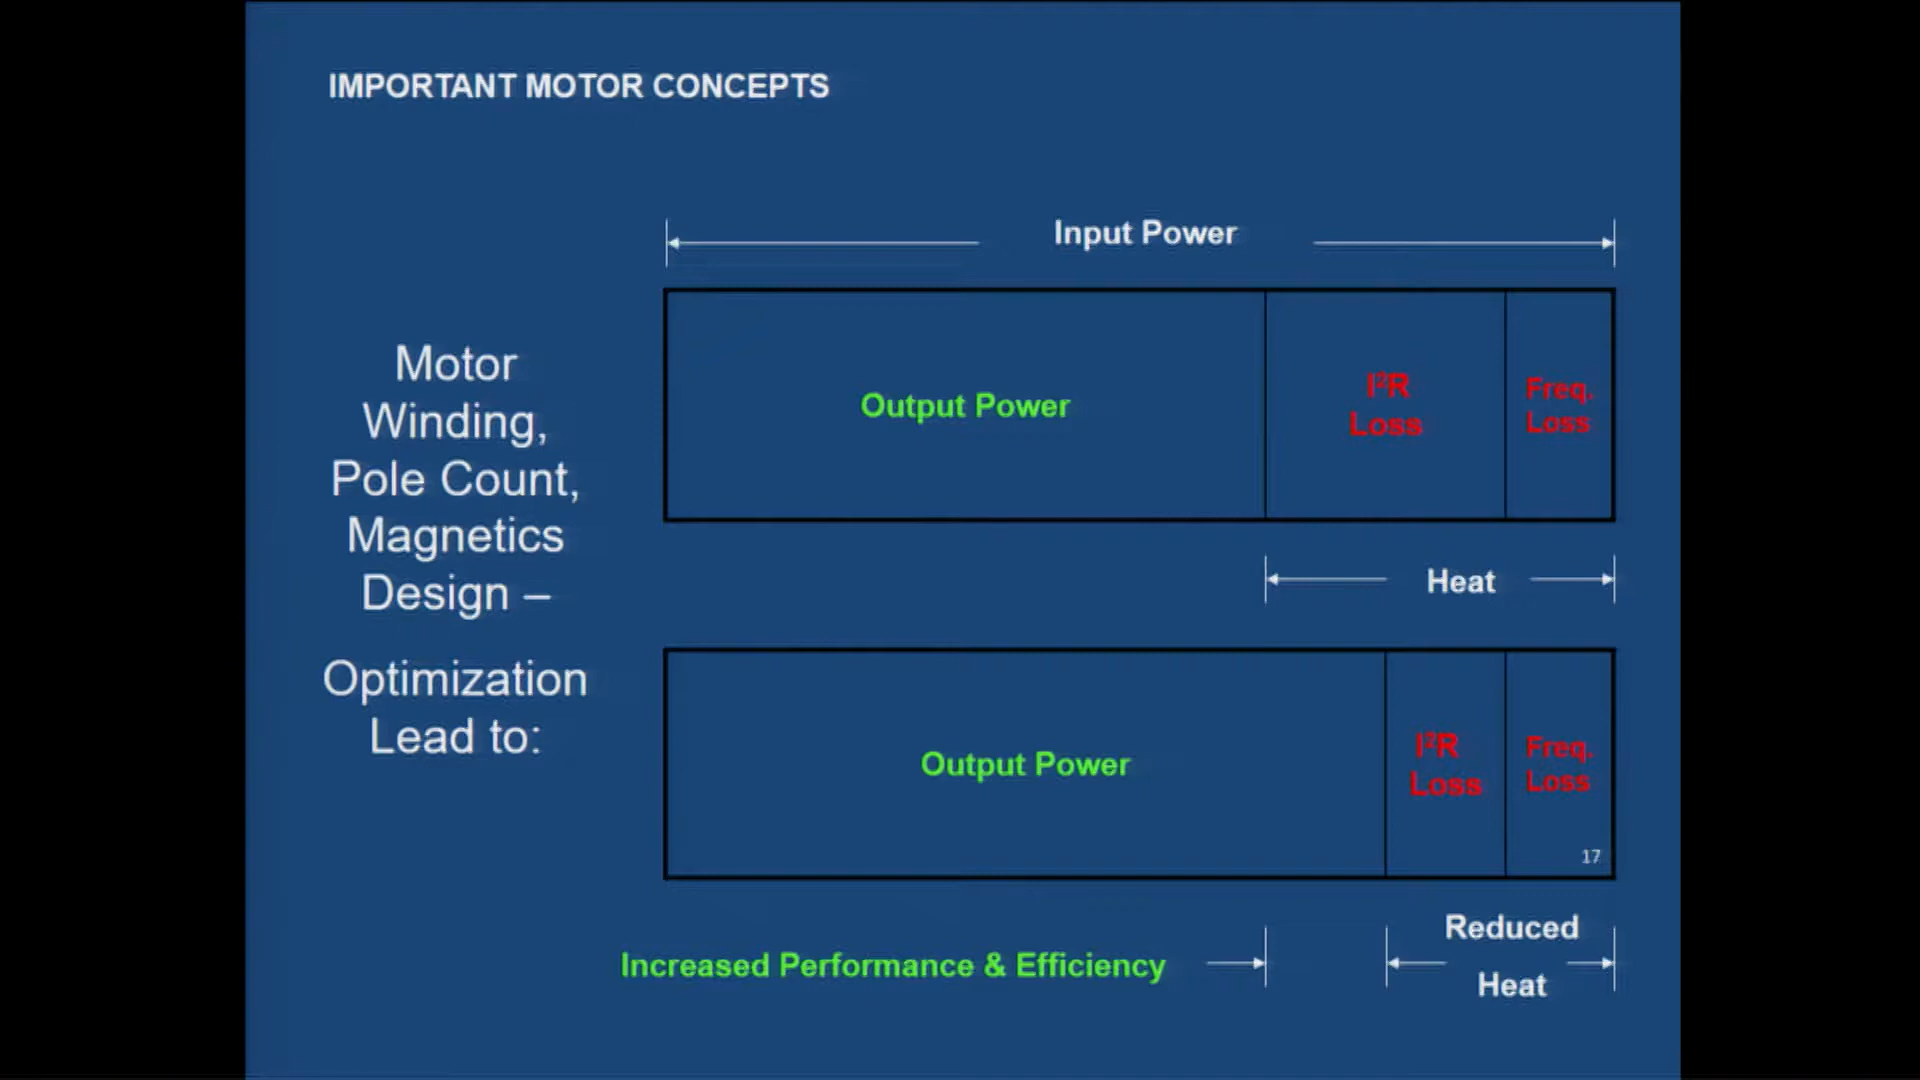 IMPORTANT MOTOR CONCEPTS
Input Power
Motor
Winding,
Pole Count,
Magnetics
Design –
Optimization
Lead to:
Output Power
I²R
Loss
Freq.
Loss
Heat
Output Power
I²R
Loss
Freq.
Loss
17
Increased Performance & Efficiency
Reduced
Heat